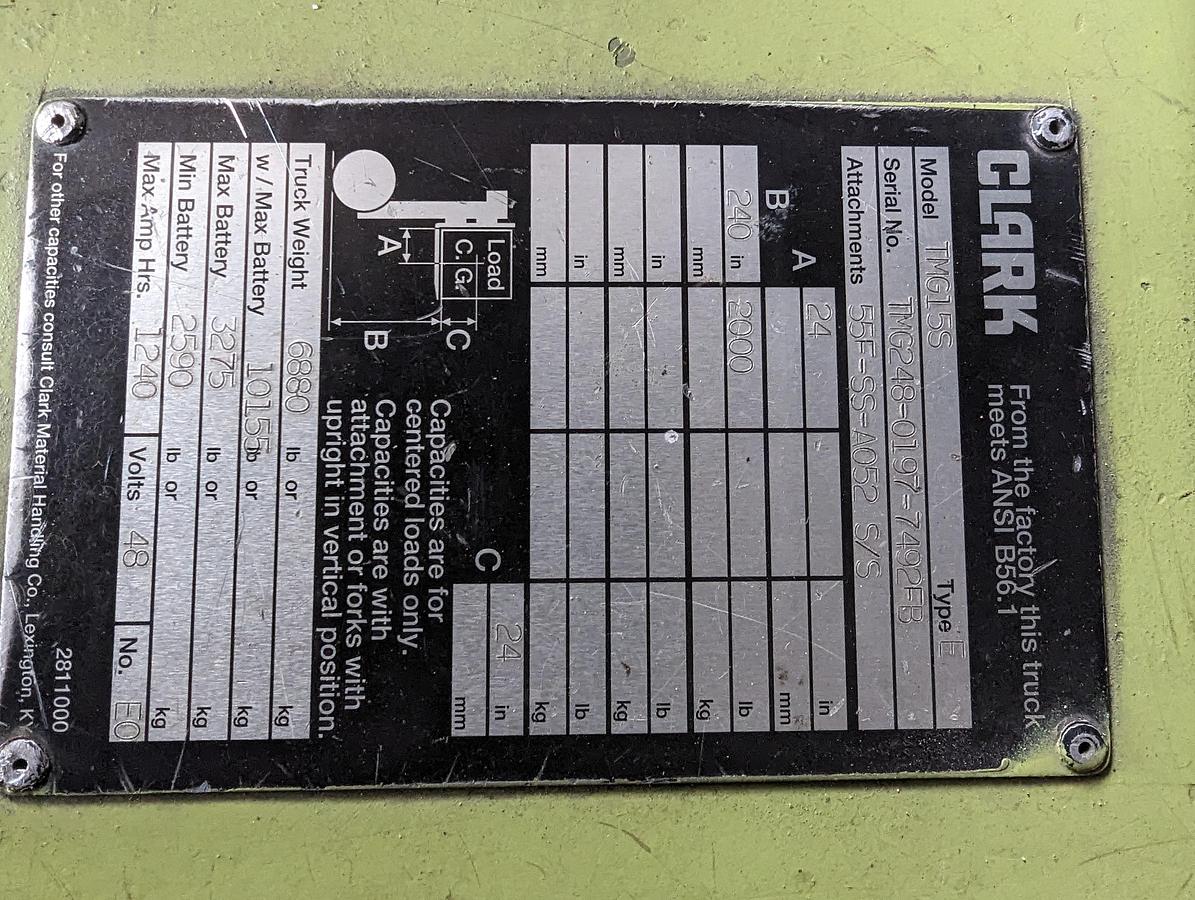 CLARK
From the factory this truck
meets ANSI B56.1
Model TMG15S Type E
Serial No. TMG248-0197-7492FB
Attachments 55F-SS-A052 S/S
A 24 in
mm
B
240 in 2000 lb
mm kg
in lb
mm kg
in lb
mm kg
C 24 in
mm
Load
C.G.
A
C
B
Capacities are for
centered loads only.
Capacities are with
attachment or forks with
upright in vertical position.
Truck Weight 6880 lb or kg
w / Max Battery 10155 lb or kg
Max Battery 3275 lb or kg
Min Battery 2590 lb or kg
Max Amp Hrs. 1240 Volts 48 No. E0
2811000
For other capacities consult Clark Material Handling Co., Lexington, KY